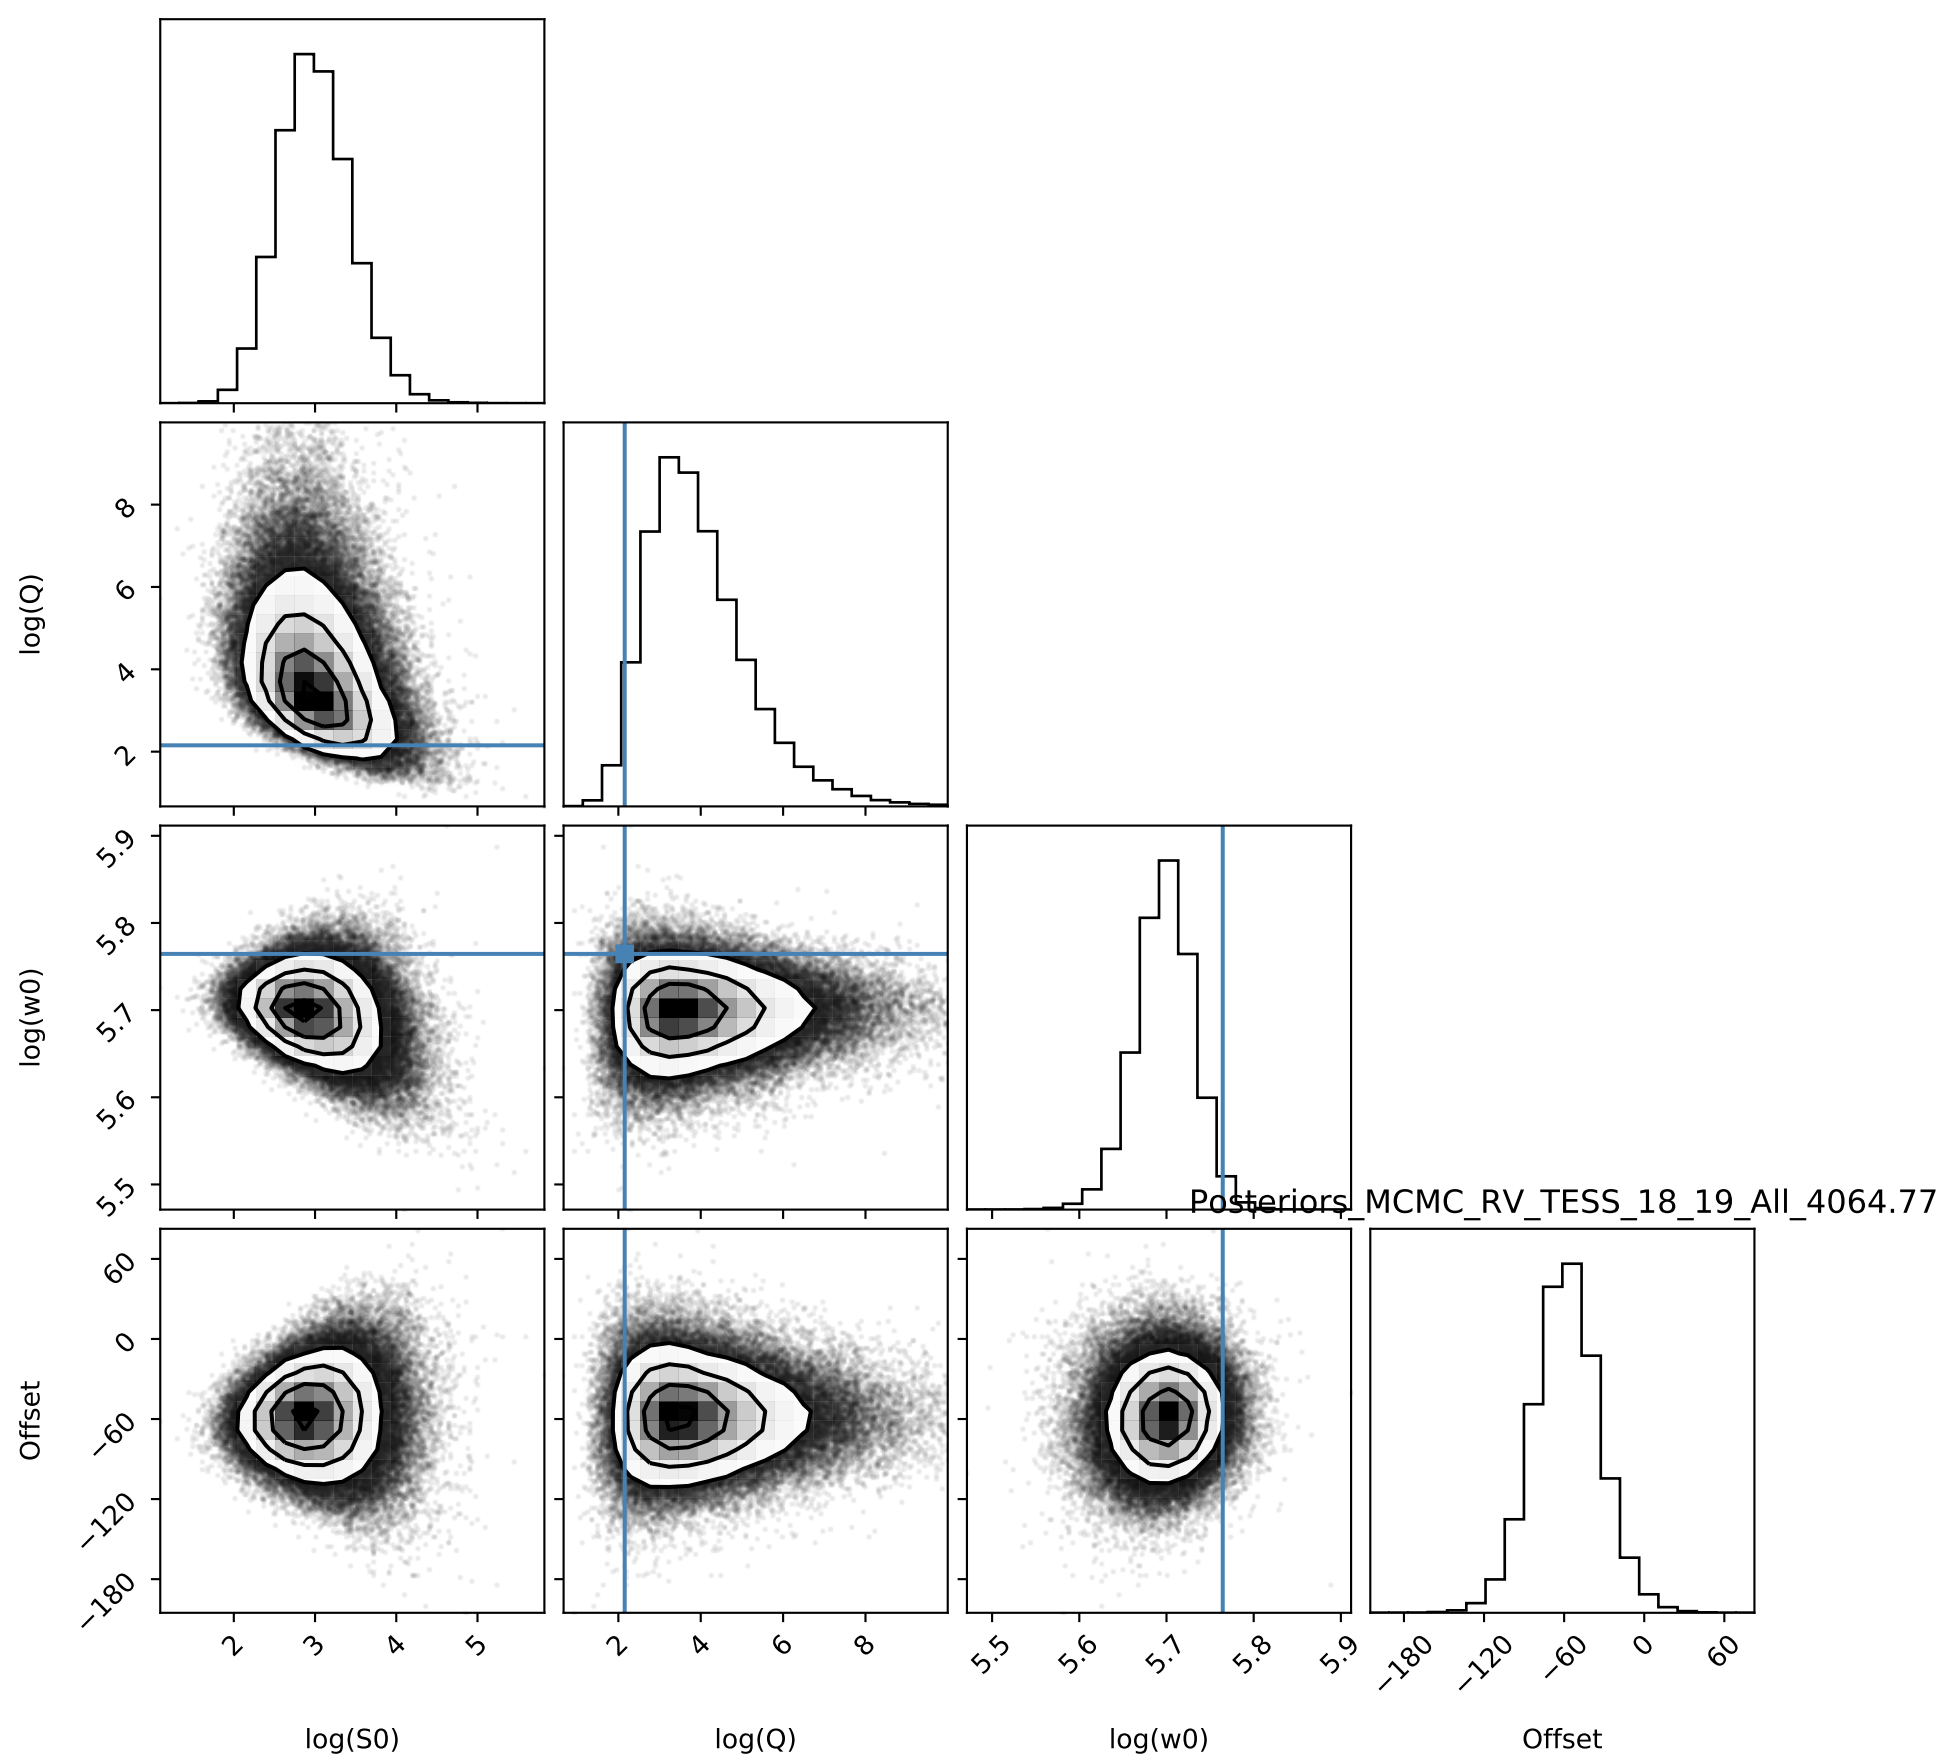 8
6
4
2
log(Q)
5.9
5.8
5.7
5.6
5.5
log(w0)
Posteriors_MCMC_RV_TESS_18_19_All_4064.77
60
0
−60
−120
−180
Offset
2 3 4 5
2 4 6 8
5.5 5.6 5.7 5.8 5.9
−180 −120 −60 0 60
log(S0) log(Q) log(w0) Offset